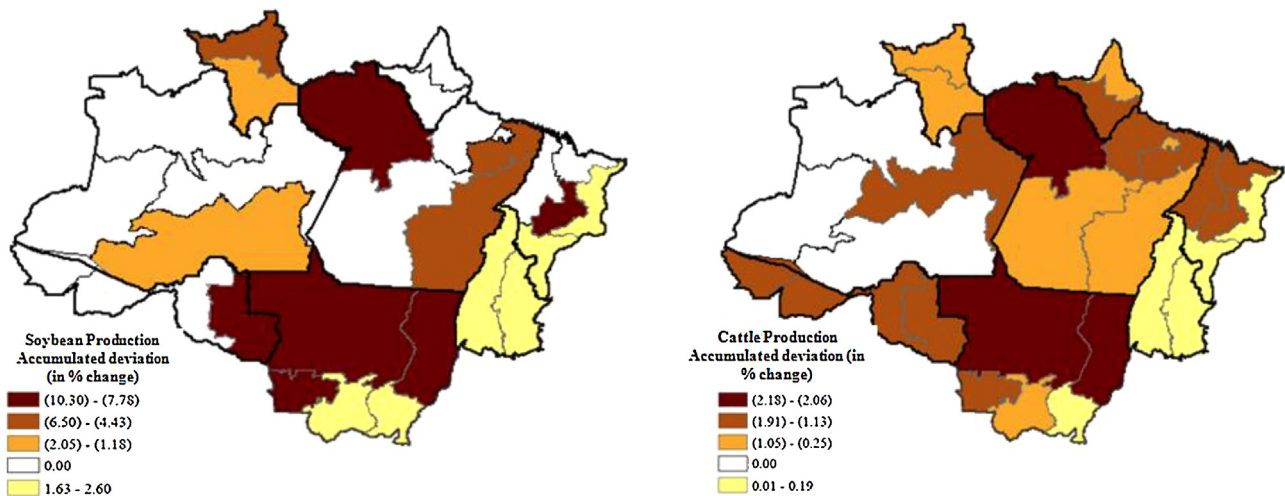 Soybean Production
Accumulated deviation
(in % change)
(10.30) - (7.78)
(6.50) - (4.43)
(2.05) - (1.18)
0.00
1.63 - 2.60
Cattle Production
Accumulated deviation (in
% change)
(2.18) - (2.06)
(1.91) - (1.13)
(1.05) - (0.25)
0.00
0.01 - 0.19